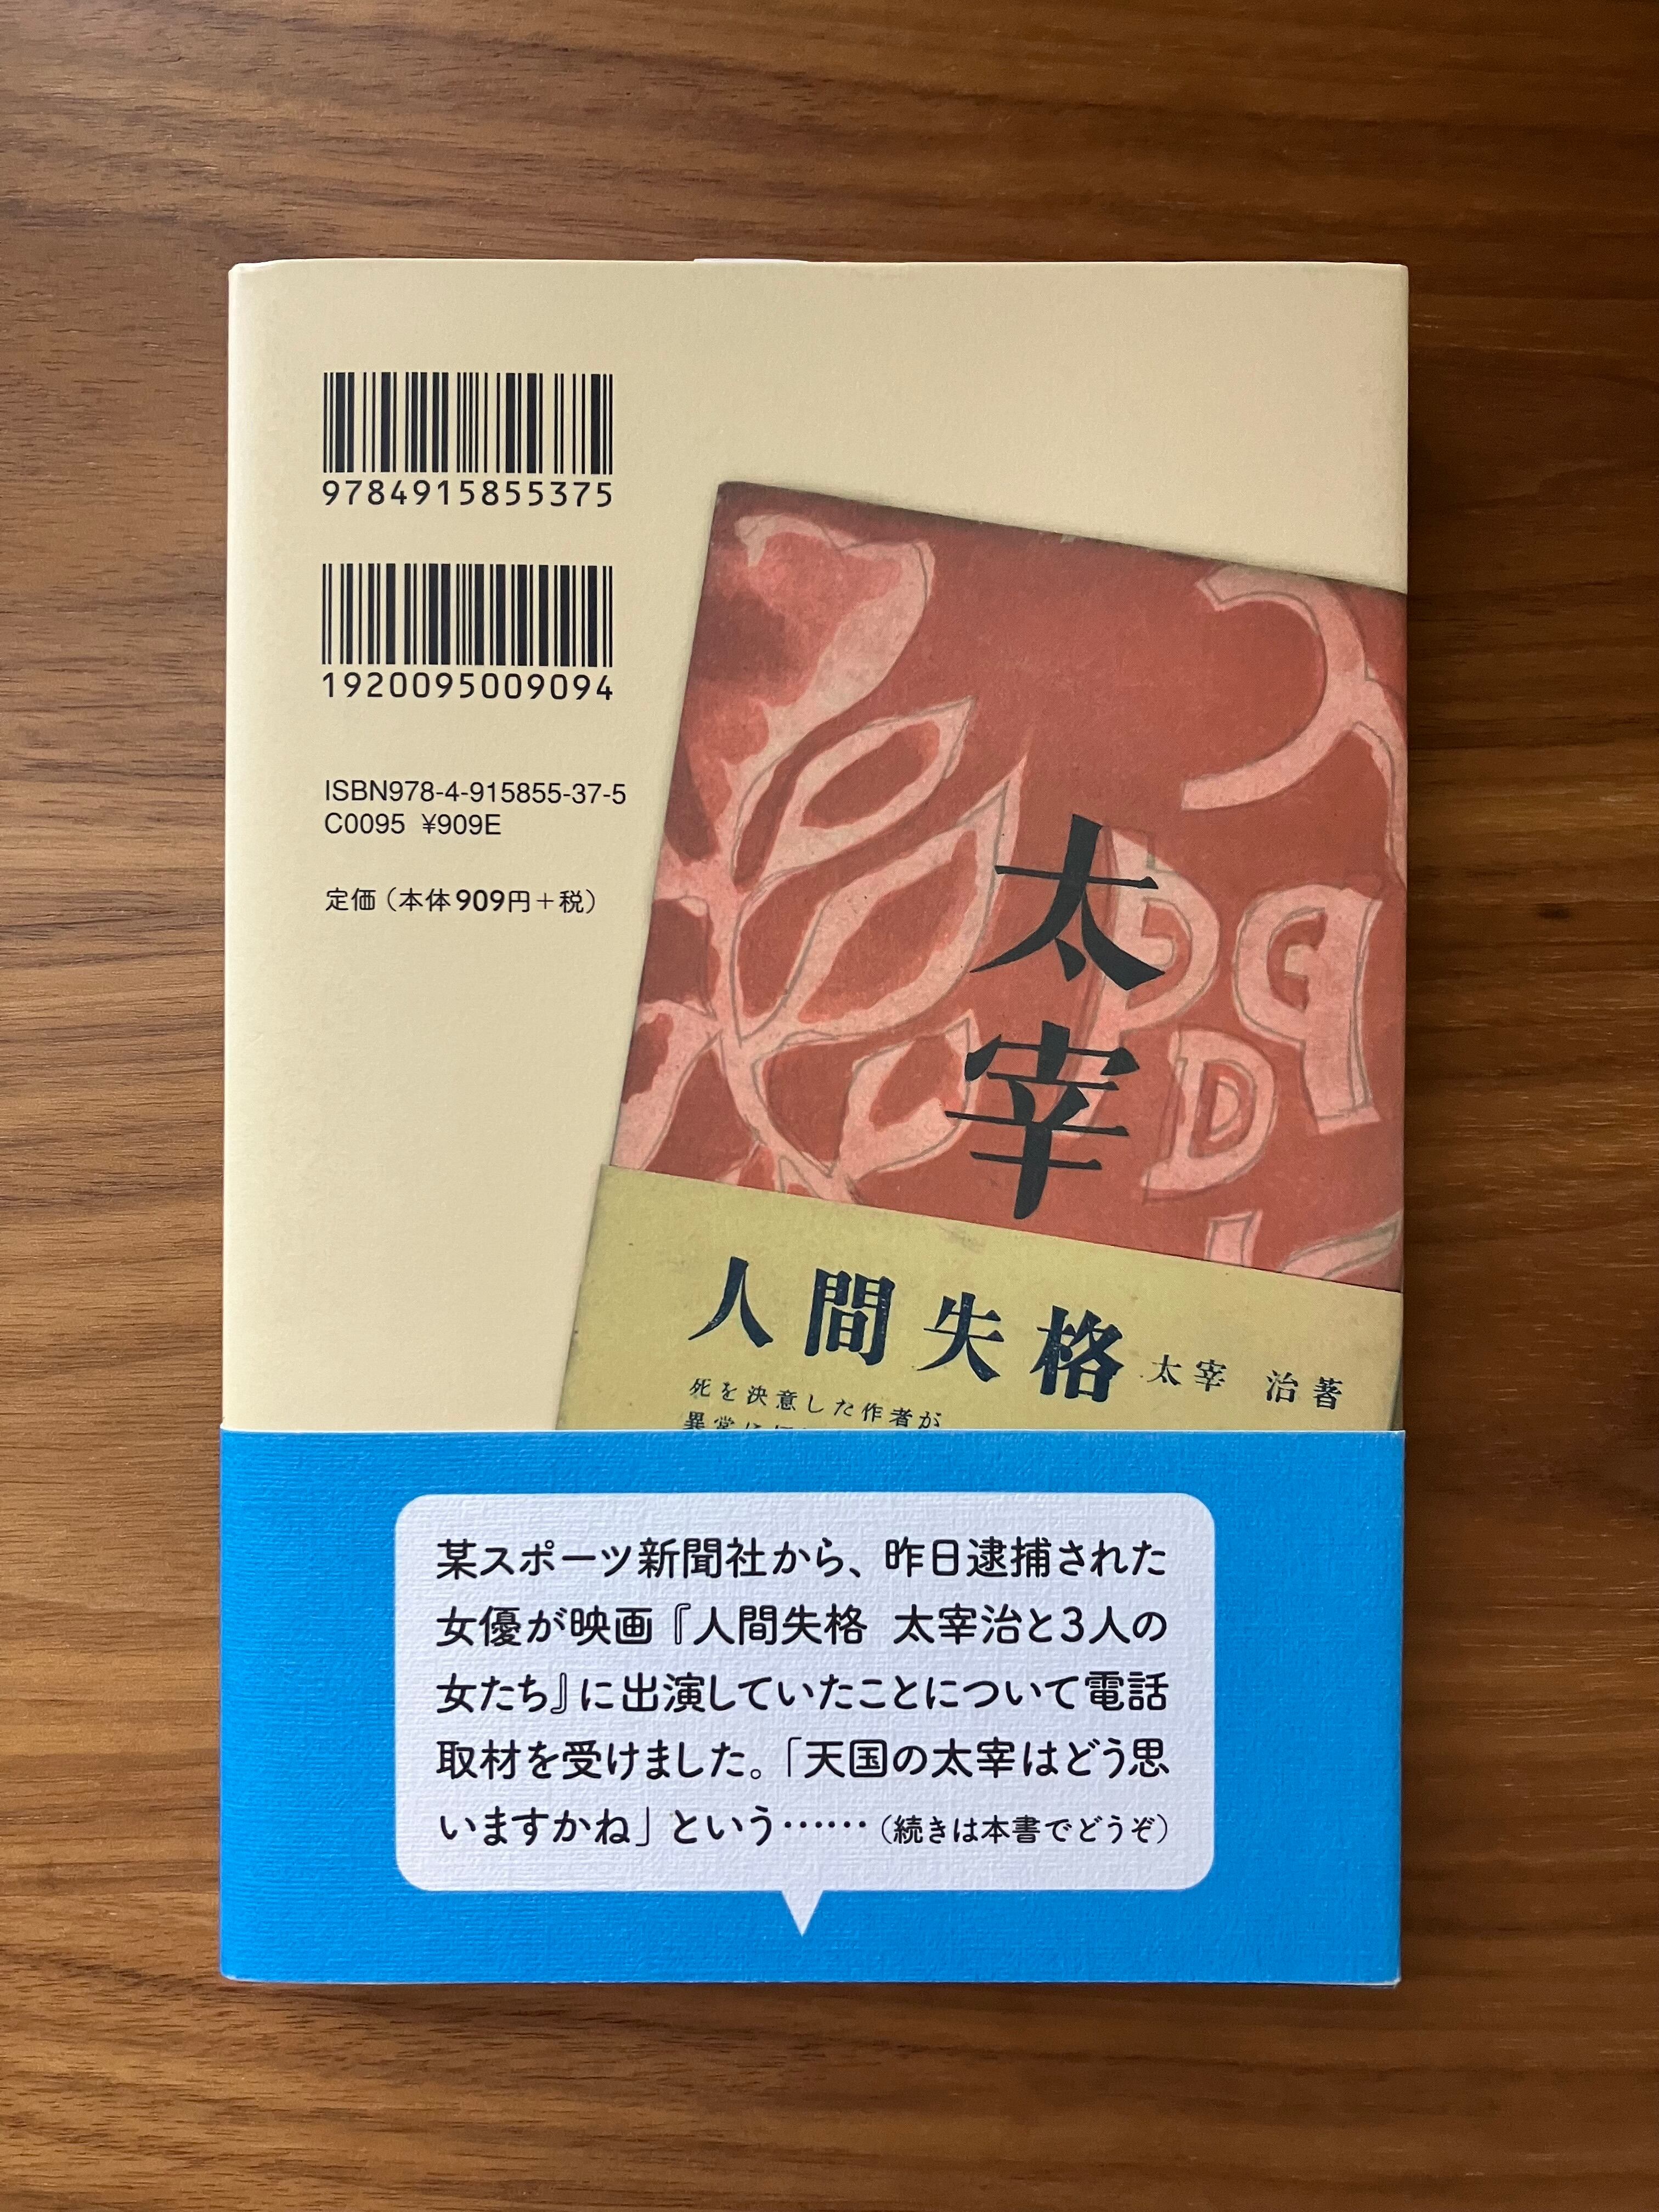 9784915855375
1920095009094
ISBN978-4-915855-37-5
C0095 ¥909E
定価（本体909円＋税）
太宰
人間失格 太宰 治著
死を決意した作者が
某スポーツ新聞社から、昨日逮捕された
女優が映画『人間失格 太宰治と3人の
女たち』に出演していたことについて電話
取材を受けました。「天国の太宰はどう思
いますかね」という……（続きは本書でどうぞ）